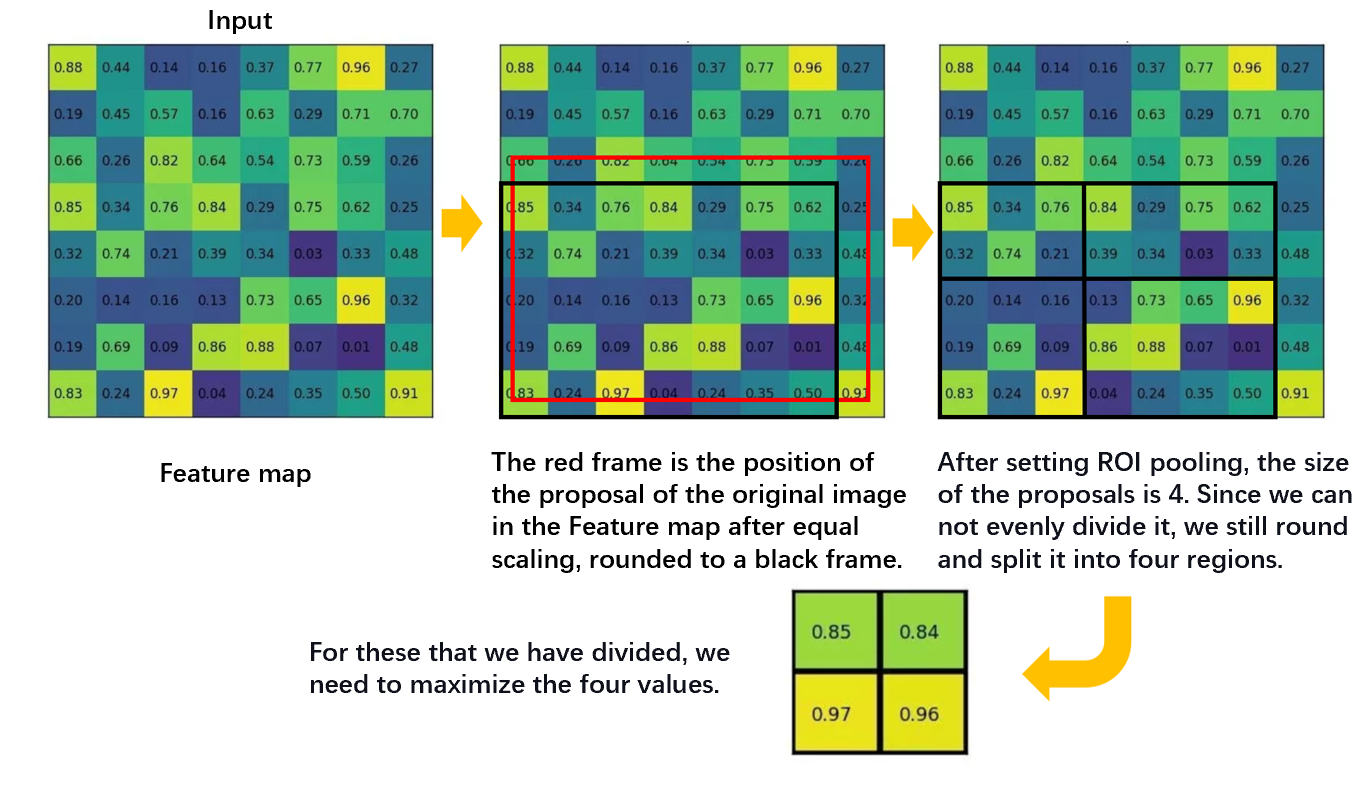 Input
0.88 0.44 0.14 0.16 0.37 0.77 0.96 0.27
0.19 0.45 0.57 0.16 0.63 0.29 0.71 0.70
0.66 0.26 0.82 0.64 0.54 0.73 0.59 0.26
0.85 0.34 0.76 0.84 0.29 0.75 0.62 0.25
0.32 0.74 0.21 0.39 0.34 0.03 0.33 0.48
0.20 0.14 0.16 0.13 0.73 0.65 0.96 0.32
0.19 0.69 0.09 0.86 0.88 0.07 0.01 0.48
0.83 0.24 0.97 0.04 0.24 0.35 0.50 0.91
Feature map
0.88 0.44 0.14 0.16 0.37 0.77 0.96 0.27
0.19 0.45 0.57 0.16 0.63 0.29 0.71 0.70
0.66 0.26 0.82 0.64 0.54 0.73 0.59 0.26
0.85 0.34 0.76 0.84 0.29 0.75 0.62 0.25
0.32 0.74 0.21 0.39 0.34 0.03 0.33 0.48
0.20 0.14 0.16 0.13 0.73 0.65 0.96 0.32
0.19 0.69 0.09 0.86 0.88 0.07 0.01 0.48
0.83 0.24 0.97 0.04 0.24 0.35 0.50 0.91
The red frame is the position of
the proposal of the original image
in the Feature map after equal
scaling, rounded to a black frame.
0.88 0.44 0.14 0.16 0.37 0.77 0.96 0.27
0.19 0.45 0.57 0.16 0.63 0.29 0.71 0.70
0.66 0.26 0.82 0.64 0.54 0.73 0.59 0.26
0.85 0.34 0.76 0.84 0.29 0.75 0.62 0.25
0.32 0.74 0.21 0.39 0.34 0.03 0.33 0.48
0.20 0.14 0.16 0.13 0.73 0.65 0.96 0.32
0.19 0.69 0.09 0.86 0.88 0.07 0.01 0.48
0.83 0.24 0.97 0.04 0.24 0.35 0.50 0.91
After setting ROI pooling, the size
of the proposals is 4. Since we can
not evenly divide it, we still round
and split it into four regions.
For these that we have divided, we
need to maximize the four values.
0.85 0.84
0.97 0.96